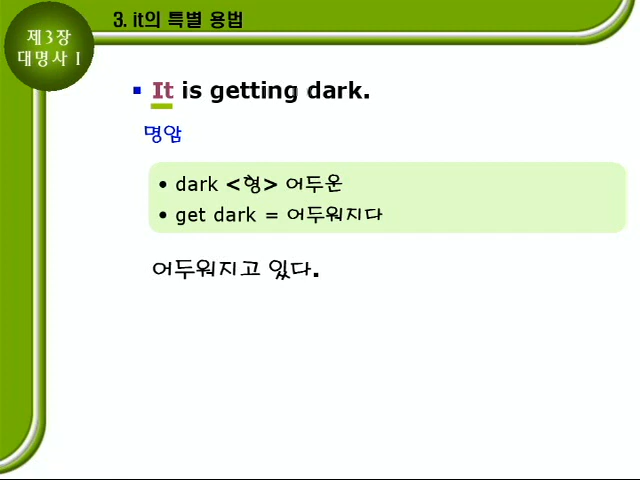 제3장
대명사 I
3. it의 특별 용법
▪ It is getting dark.
명암
• dark <형> 어두운
• get dark = 어두워지다
어두워지고 있다.